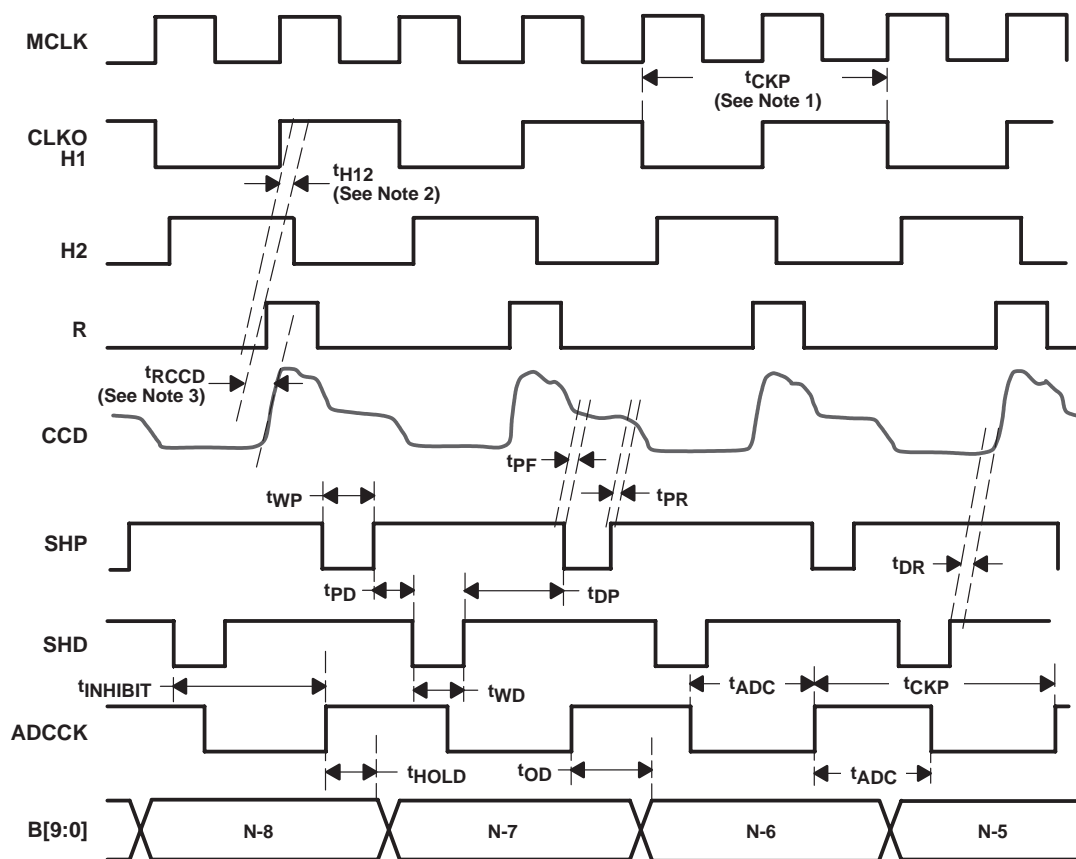 MCLK
tCKP
(See Note 1)
CLKO
H1
tH12
(See Note 2)
H2
R
tRCCD
(See Note 3)
CCD
tPF
tWP
tPR
SHP
tDR
tPD
tDP
SHD
tINHIBIT
tWD
tADC
tCKP
ADCCK
tHOLD
tOD
tADC
B[9:0]
N-8
N-7
N-6
N-5